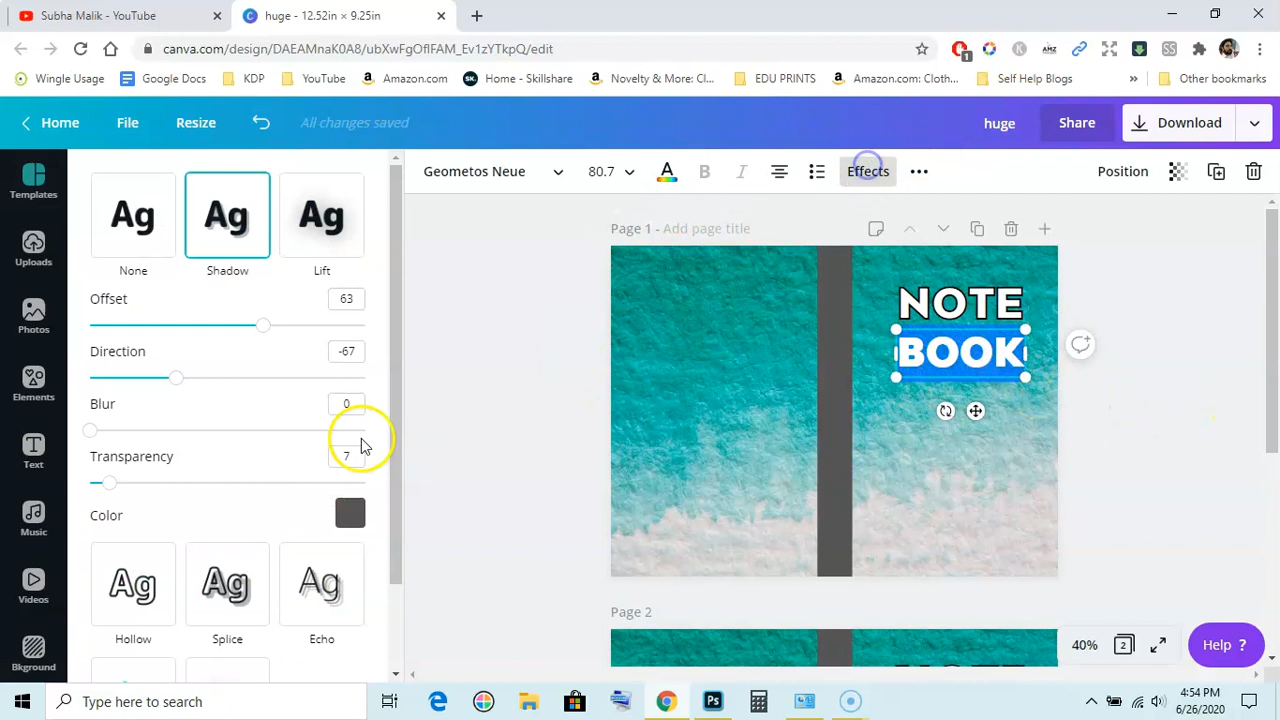 Subha Malik - YouTube
huge - 12.52in × 9.25in
canva.com/design/DAEAMnaK0A8/ubXwFgOflFAM_Ev1zYTkpQ/edit
1
Wingle Usage
Google Docs
KDP
YouTube
Amazon.com
SK.
Home - Skillshare
Novelty & More: Cl...
EDU PRINTS
Amazon.com: Cloth...
Self Help Blogs
Other bookmarks
Home
File
Resize
All changes saved
huge
Share
Download
Templates
Uploads
Photos
Elements
Text
Music
Videos
Bkground
Ag
Ag
Ag
None
Shadow
Lift
Offset
63
Direction
-67
Blur
0
Transparency
7
Color
Ag
Ag
Ag
Hollow
Splice
Echo
Geometos Neue
80.7
A
B
I
Effects
Position
Page 1 - Add page title
NOTE
BOOK
Page 2
40%
2
Help ?
Type here to search
Ps
4:54 PM
6/26/2020